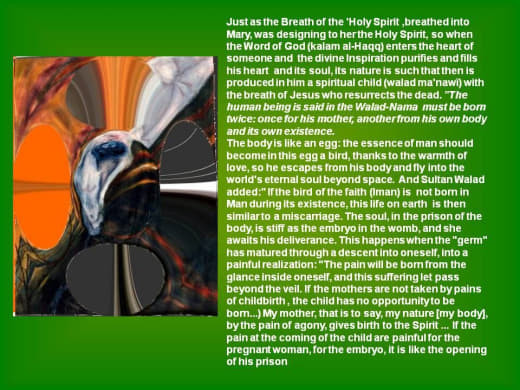 Just as the Breath of the 'Holy Spirit ,breathed into
Mary, was designing to her the Holy Spirit, so when
the Word of God (kalam al-Haqq) enters the heart of
someone and the divine Inspiration purifies and fills
his heart and its soul, its nature is such that then is
produced in him a spiritual child (walad ma'nawi) with
the breath of Jesus who resurrects the dead. "The
human being is said in the Walad-Nama must be born
twice: once for his mother, another from his own body
and its own existence.
The body is like an egg: the essence of man should
become in this egg a bird, thanks to the warmth of
love, so he escapes from his body and fly into the
world's eternal soul beyond space. And Sultan Walad
added:" If the bird of the faith (Iman) is not born in
Man during its existence, this life on earth is then
similar to a miscarriage. The soul, in the prison of the
body, is stiff as the embryo in the womb, and she
awaits his deliverance. This happens when the "germ"
has matured through a descent into oneself, into a
painful realization: "The pain will be born from the
glance inside oneself, and this suffering let pass
beyond the veil. If the mothers are not taken by pains
of childbirth , the child has no opportunity to be
born...) My mother, that is to say, my nature [my body],
by the pain of agony, gives birth to the Spirit ... If the
pain at the coming of the child are painful for the
pregnant woman, for the embryo, it is like the opening
of his prison